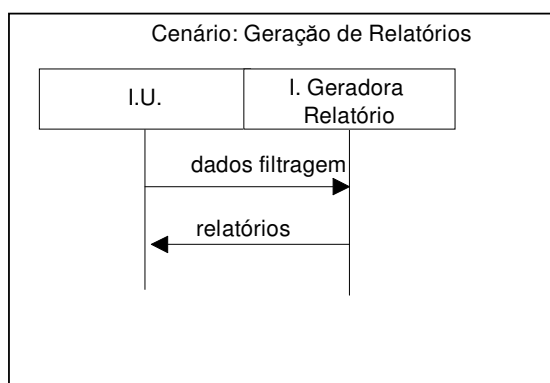 Cenário: Geração de Relatórios
I.U.
I. Geradora
Relatório
dados filtragem
relatórios